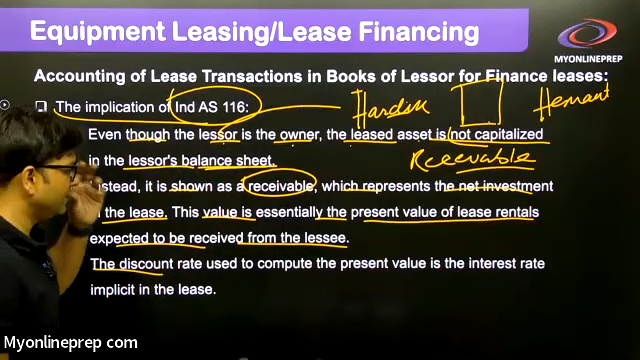 Equipment Leasing/Lease Financing
MYONLINEPREP
Accounting of Lease Transactions in Books of Lessor for Finance leases:
The implication of Ind AS 116:
Hardik Hemant
Even though the lessor is the owner, the leased asset is not capitalized
in the lessor's balance sheet.
Receivable
Instead, it is shown as a receivable, which represents the net investment
in the lease. This value is essentially the present value of lease rentals
expected to be received from the lessee.
The discount rate used to compute the present value is the interest rate
implicit in the lease.
Myonlineprep com